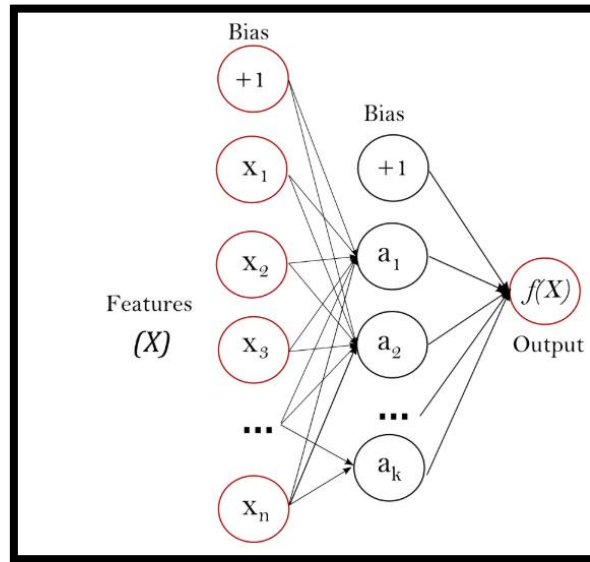 Bias
+1
x₁
x₂
x₃
...
xₙ
Features
(X)
Bias
+1
a₁
a₂
...
aₖ
f(X)
Output